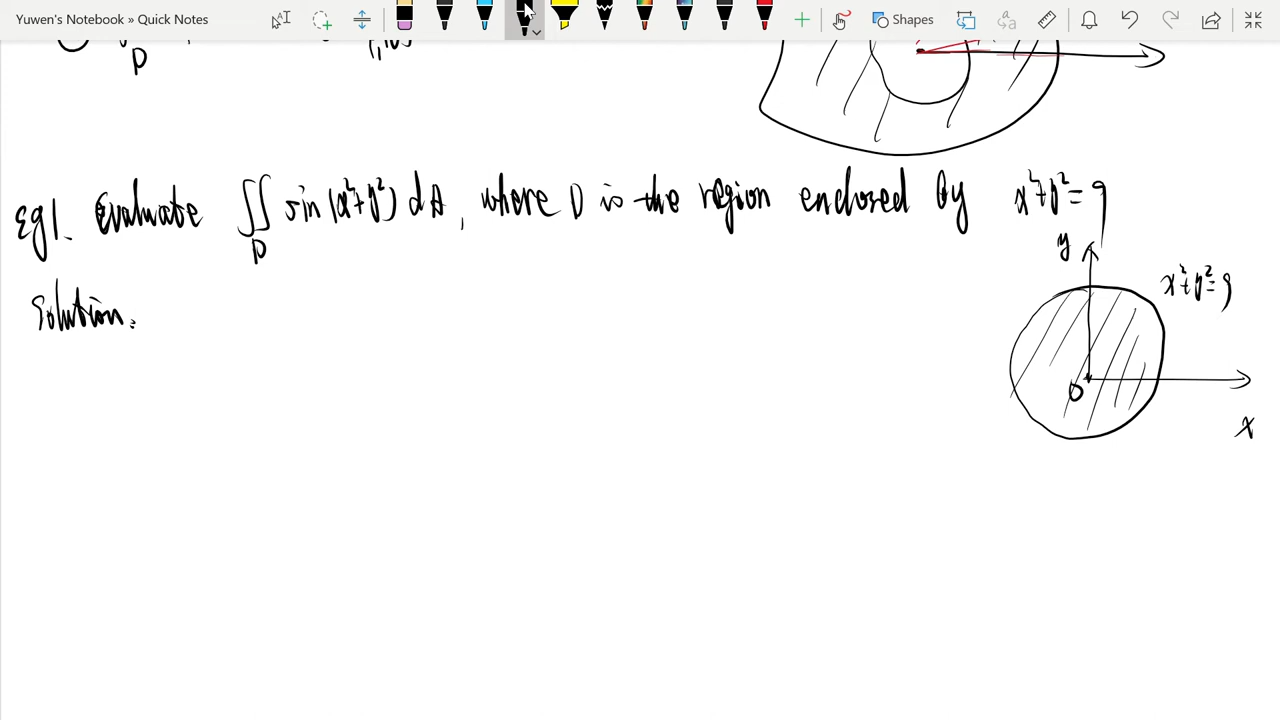 Yuwen's Notebook » Quick Notes
Shapes
D
Eg1. Evaluate ∬ sin(x²+y²) dA, where D is the region enclosed by x²+y²=9
D
y
x²+y²=9
Solution:
O
x